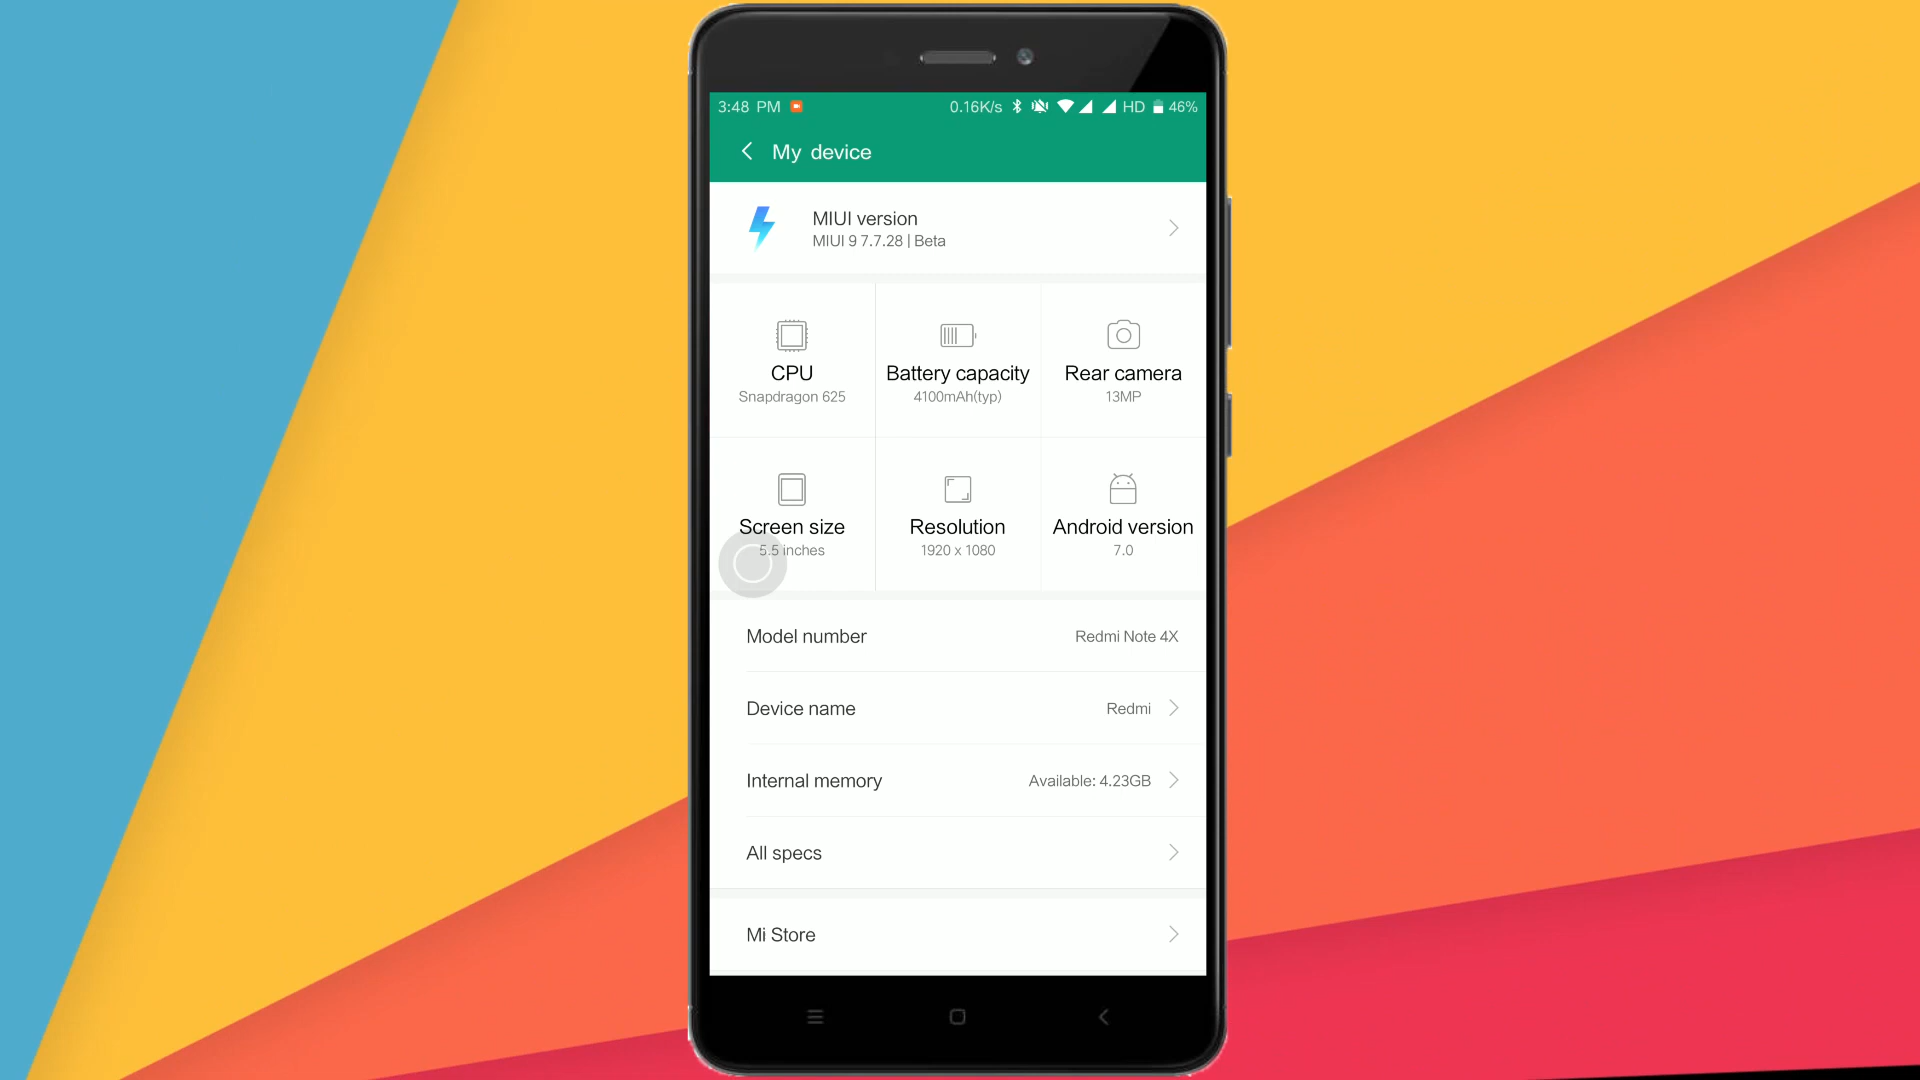 3:48 PM 0.16K/s HD 46%
My device
MIUI version
MIUI 9 7.7.28 | Beta
CPU Battery capacity Rear camera
Snapdragon 625 4100mAh(typ) 13MP
Screen size Resolution Android version
5.5 inches 1920 x 1080 7.0
Model number Redmi Note 4X
Device name Redmi
Internal memory Available: 4.23GB
All specs
Mi Store